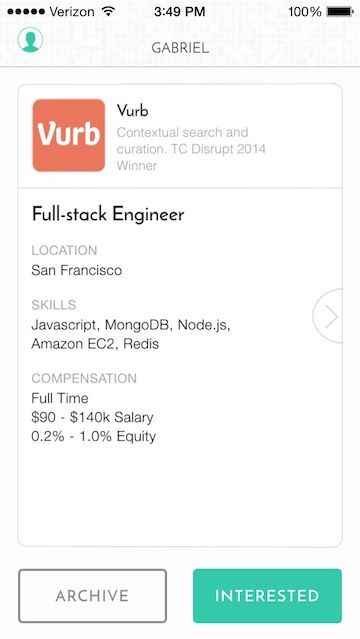 Verizon 3:49 PM 100%
GABRIEL
Vurb
Vurb
Contextual search and
curation. TC Disrupt 2014
Winner
Full-stack Engineer
LOCATION
San Francisco
SKILLS
Javascript, MongoDB, Node.js,
Amazon EC2, Redis
COMPENSATION
Full Time
$90 - $140k Salary
0.2% - 1.0% Equity
ARCHIVE INTERESTED